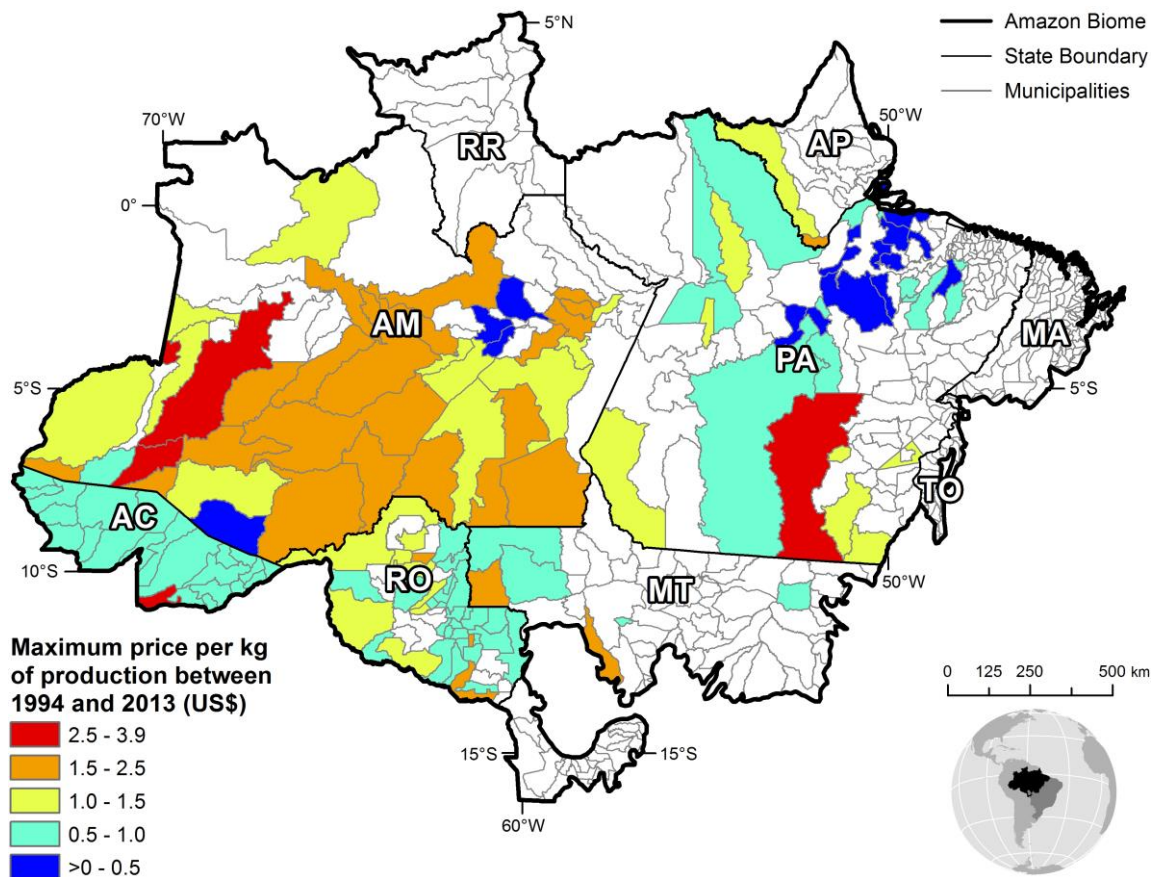 5°N
Amazon Biome
State Boundary
Municipalities
70°W
50°W
RR
AP
0°
AM
PA
MA
5°S
5°S
TO
AC
10°S
RO
MT
50°W
Maximum price per kg
of production between
1994 and 2013 (US$)
2.5 - 3.9
1.5 - 2.5
1.0 - 1.5
0.5 - 1.0
>0 - 0.5
0 125 250 500 km
15°S
15°S
60°W